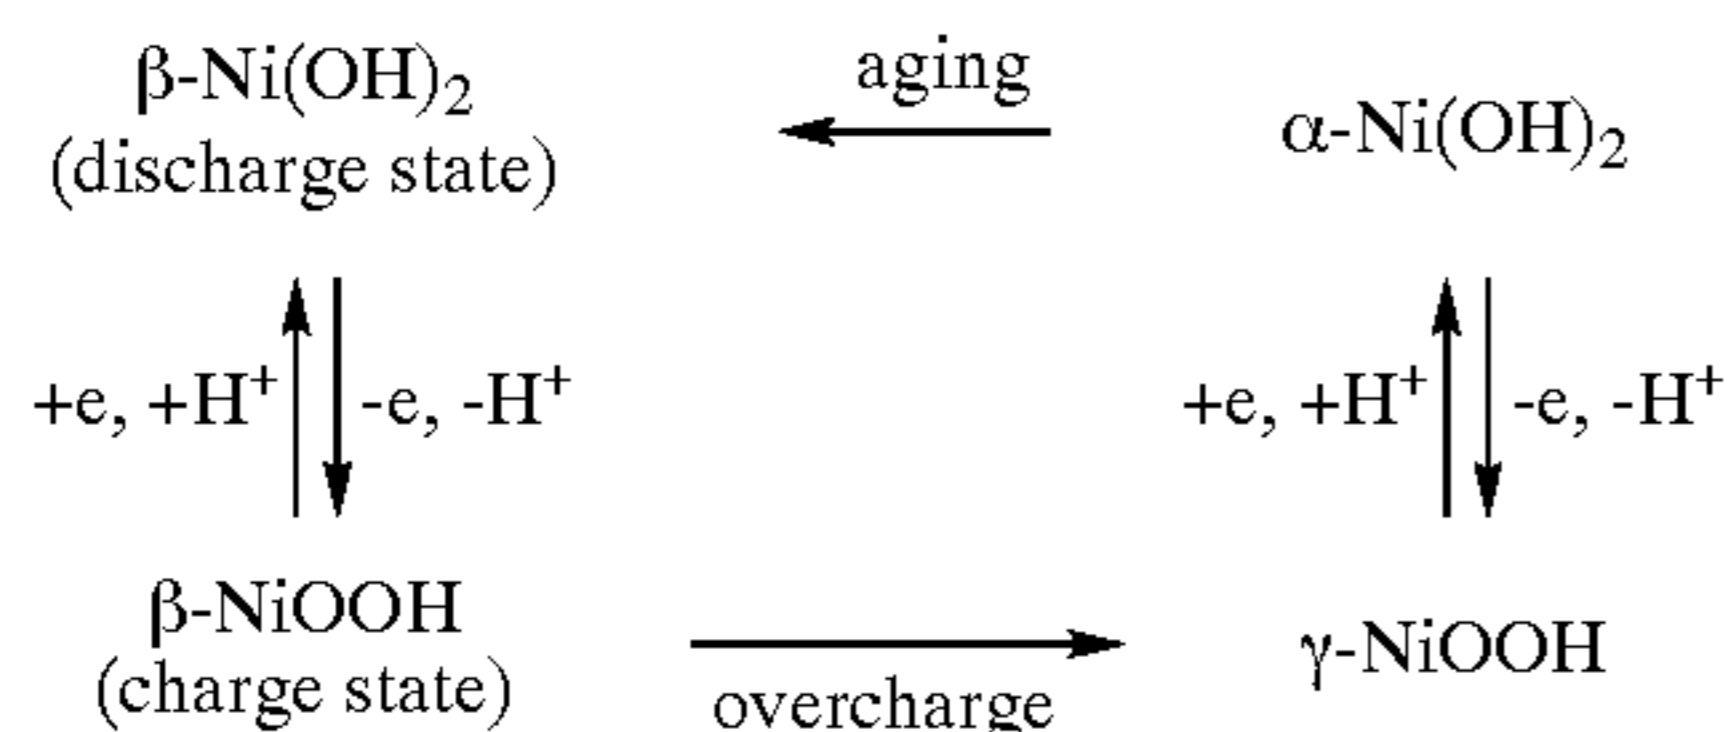 β-Ni(OH)₂
(discharge state)
aging
α-Ni(OH)₂
+e, +H⁺
-e, -H⁺
+e, +H⁺
-e, -H⁺
β-NiOOH
(charge state)
overcharge
γ-NiOOH